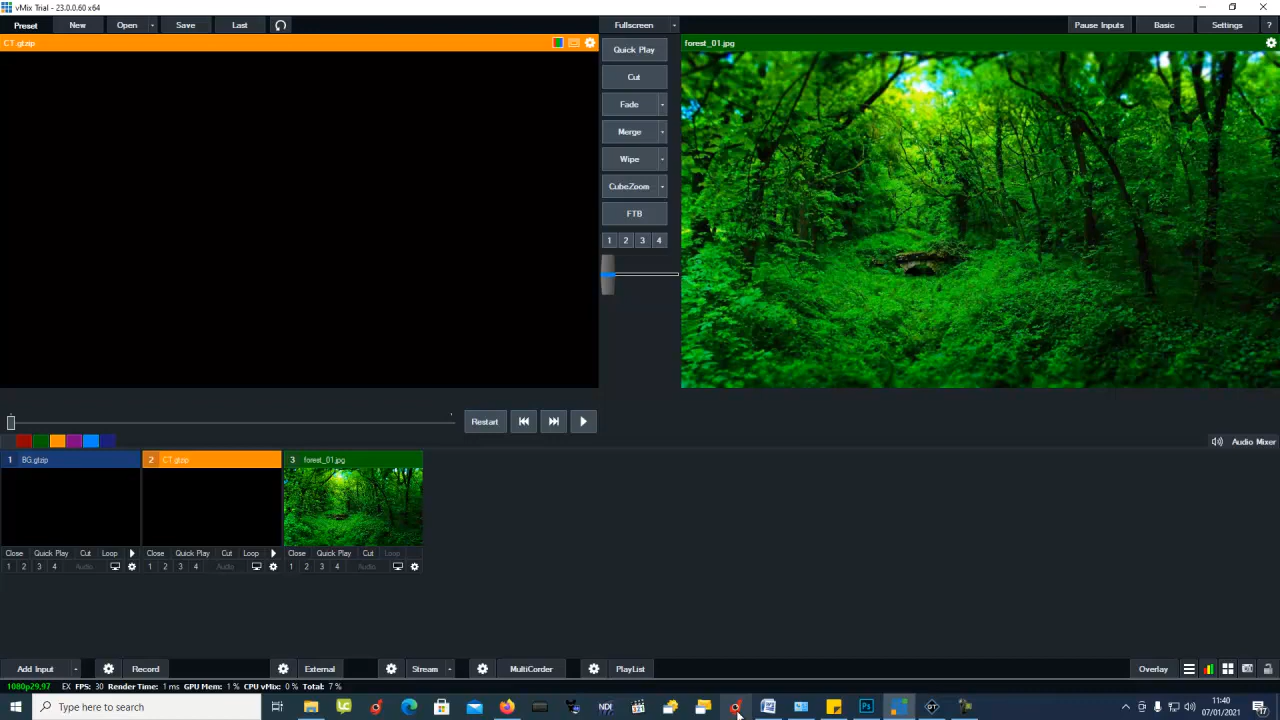 vMix Trial - 23.0.0.60 x64
Preset New Open Save Last Fullscreen Pause Inputs Basic Settings ?
CT.gtzip
forest_01.jpg
Quick Play
Cut
Fade
Merge
Wipe
CubeZoom
FTB
1 2 3 4
Restart
Audio Mixer
1 BG.gtzip 2 CT.gtzip 3 forest_01.jpg
Close Quick Play Cut Loop Close Quick Play Cut Loop Close Quick Play Cut Loop
1 2 3 4 Audio 1 2 3 4 Audio 1 2 3 4 Audio
Add Input Record External Stream MultiCorder PlayList Overlay
1080p29.97 EX FPS: 30 Render Time: 1 ms GPU Mem: 1 % CPU vMix: 0 % Total: 7 %
Type here to search
LC
NDI
Ps
GT
11:40
07/01/2021